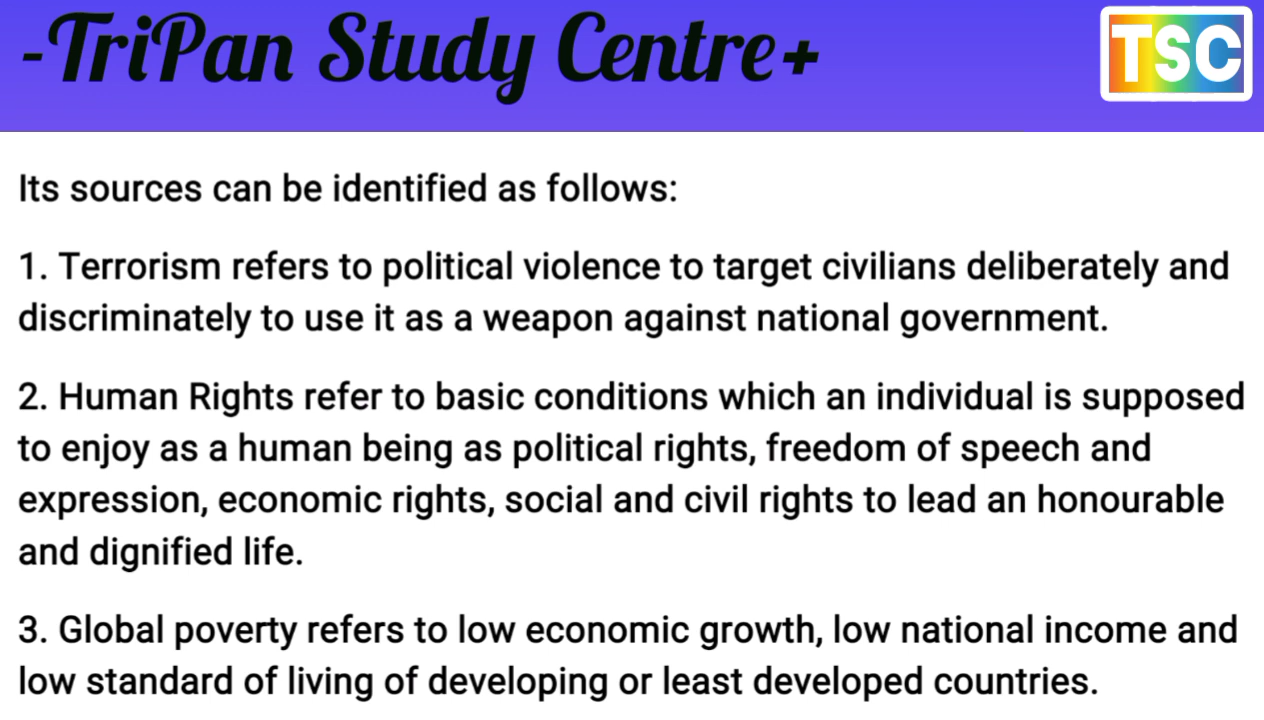 -TriPan Study Centre+
TSC
Its sources can be identified as follows:
1. Terrorism refers to political violence to target civilians deliberately and
discriminately to use it as a weapon against national government.
2. Human Rights refer to basic conditions which an individual is supposed
to enjoy as a human being as political rights, freedom of speech and
expression, economic rights, social and civil rights to lead an honourable
and dignified life.
3. Global poverty refers to low economic growth, low national income and
low standard of living of developing or least developed countries.